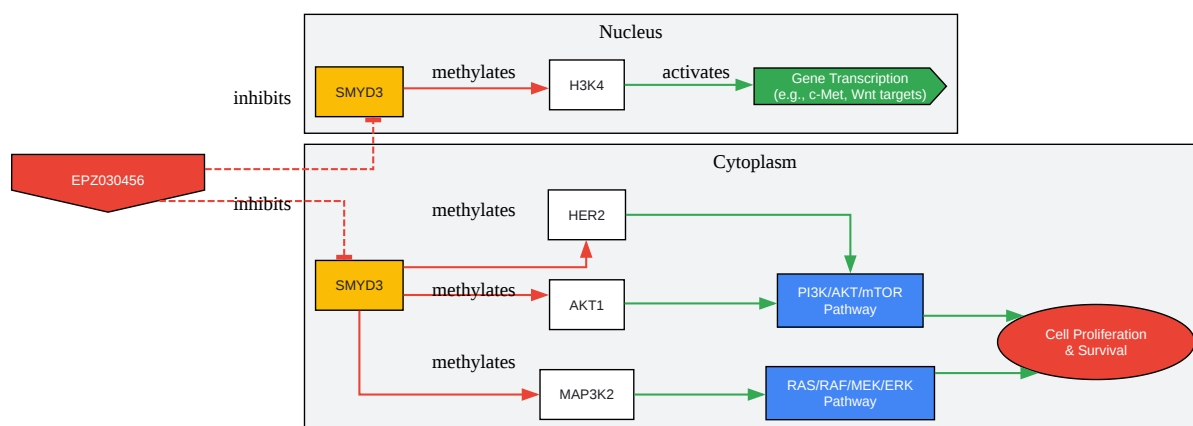 Nucleus
inhibits
SMYD3
methylates
H3K4
activates
Gene Transcription
(e.g., c-Met, Wnt targets)
EPZ030456
Cytoplasm
inhibits
methylates
HER2
SMYD3
methylates
AKT1
PI3K/AKT/mTOR
Pathway
Cell Proliferation
& Survival
methylates
MAP3K2
RAS/RAF/MEK/ERK
Pathway